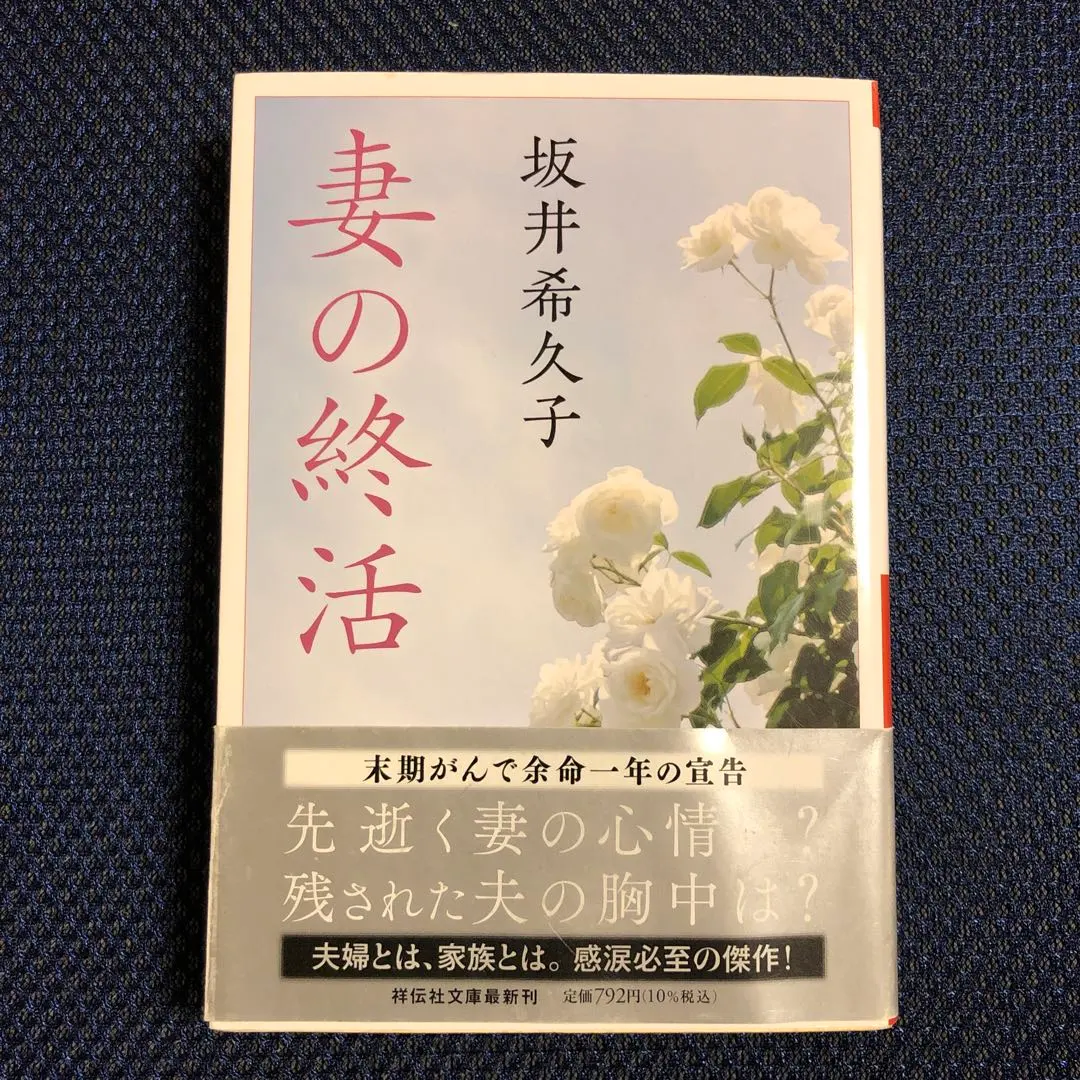 坂井希久子
妻の終活
末期がんで余命一年の宣告
先逝く妻の心情 ?
残された夫の胸中は?
夫婦とは、家族とは。感涙必至の傑作!
祥伝社文庫最新刊 定価792円(10%税込)